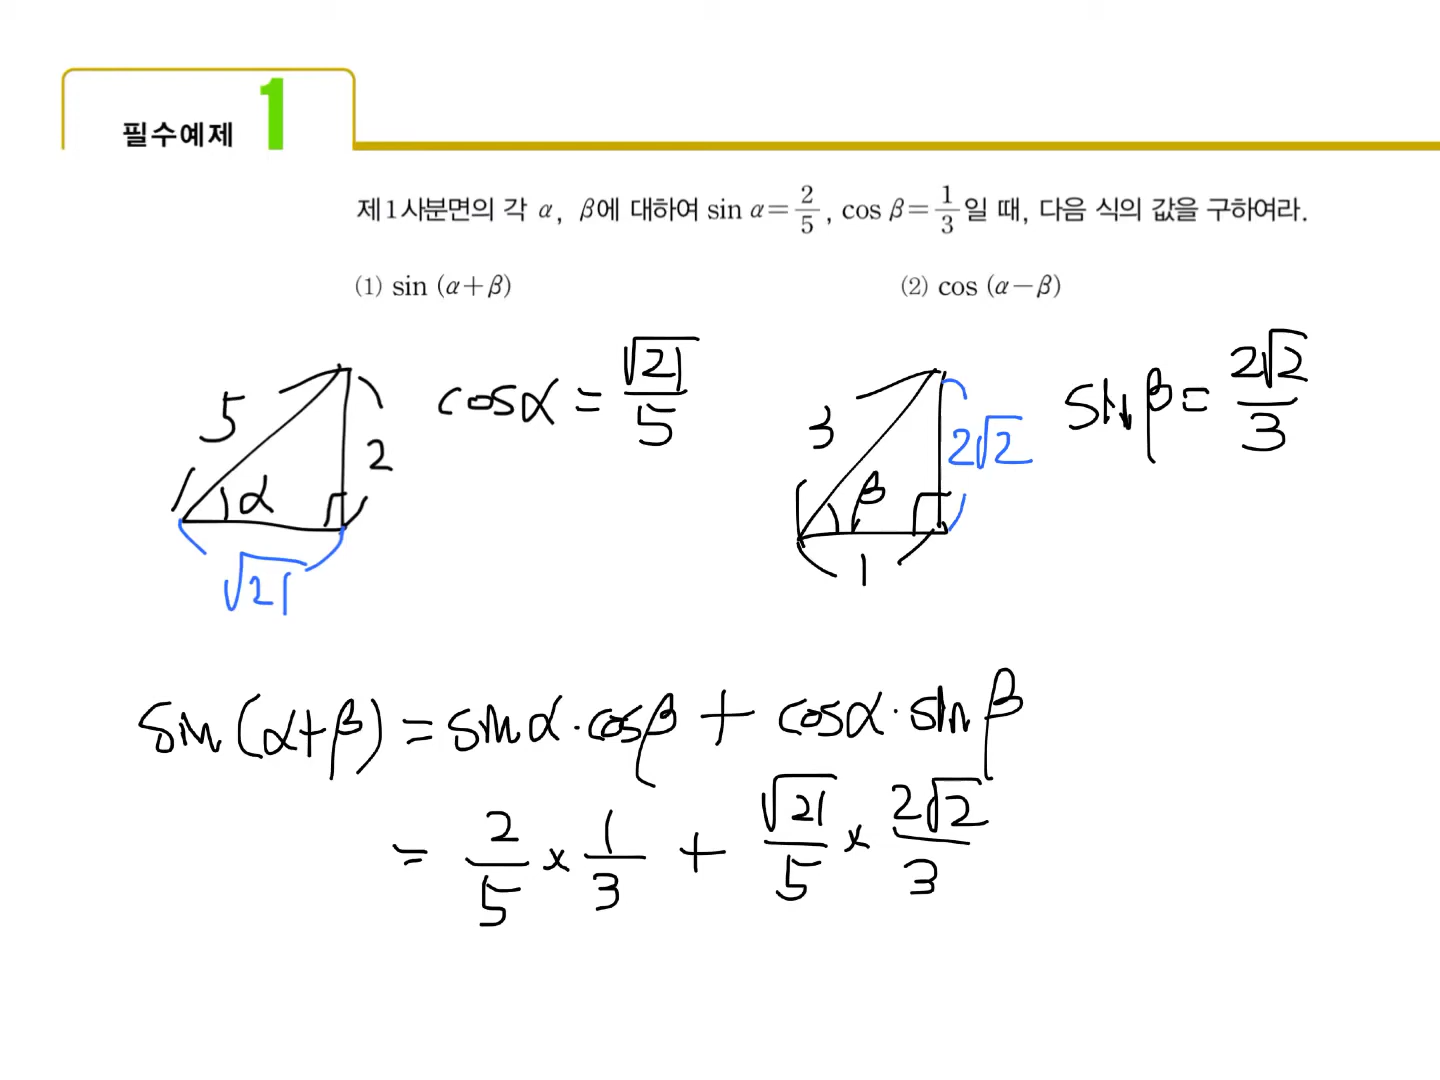 필수예제 1
제1사분면의 각 α, β에 대하여 sin α=2/5, cos β=1/3일 때, 다음 식의 값을 구하여라.
(1) sin (α+β) (2) cos (α−β)
5 2 α √21
cosα = √21/5
3 2√2 β 1
sinβ = 2√2/3
sin(α+β) = sinα·cosβ + cosα·sinβ
= 2/5 × 1/3 + √21/5 × 2√2/3